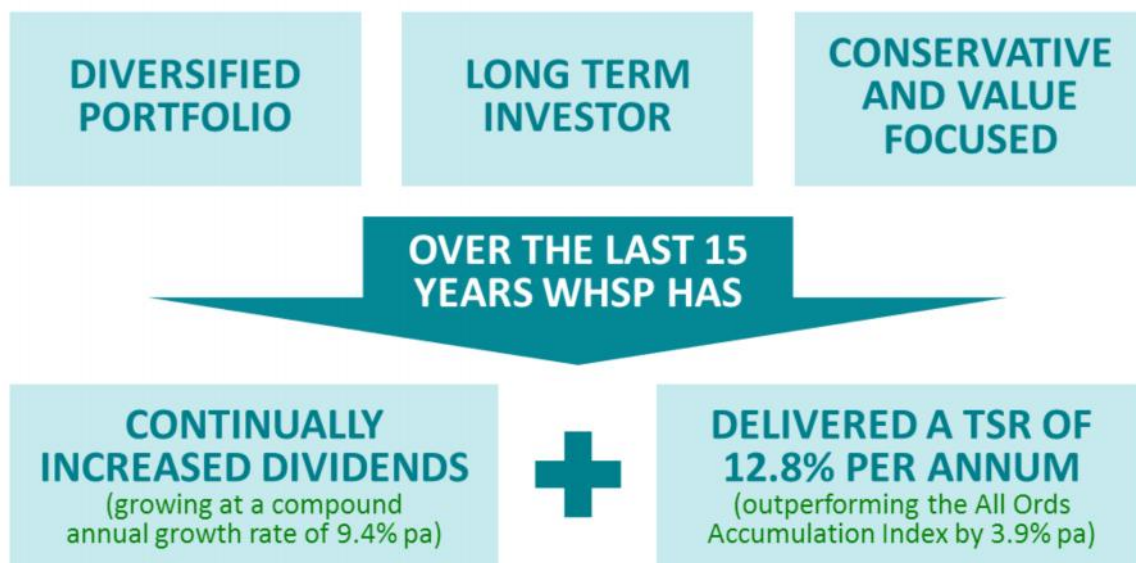 DIVERSIFIED
PORTFOLIO
LONG TERM
INVESTOR
CONSERVATIVE
AND VALUE
FOCUSED
OVER THE LAST 15
YEARS WHSP HAS
CONTINUALLY
INCREASED DIVIDENDS
(growing at a compound
annual growth rate of 9.4% pa)
DELIVERED A TSR OF
12.8% PER ANNUM
(outperforming the All Ords
Accumulation Index by 3.9% pa)